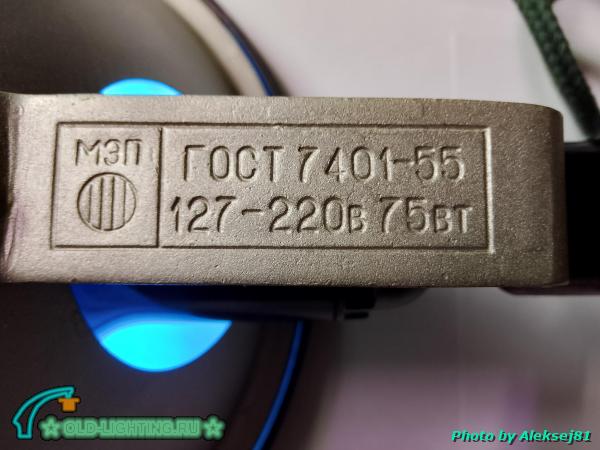 МЭП
ГОСТ 7401-55
127-220В 75ВТ
OLD-LIGHTING.RU
Photo by Aleksej81